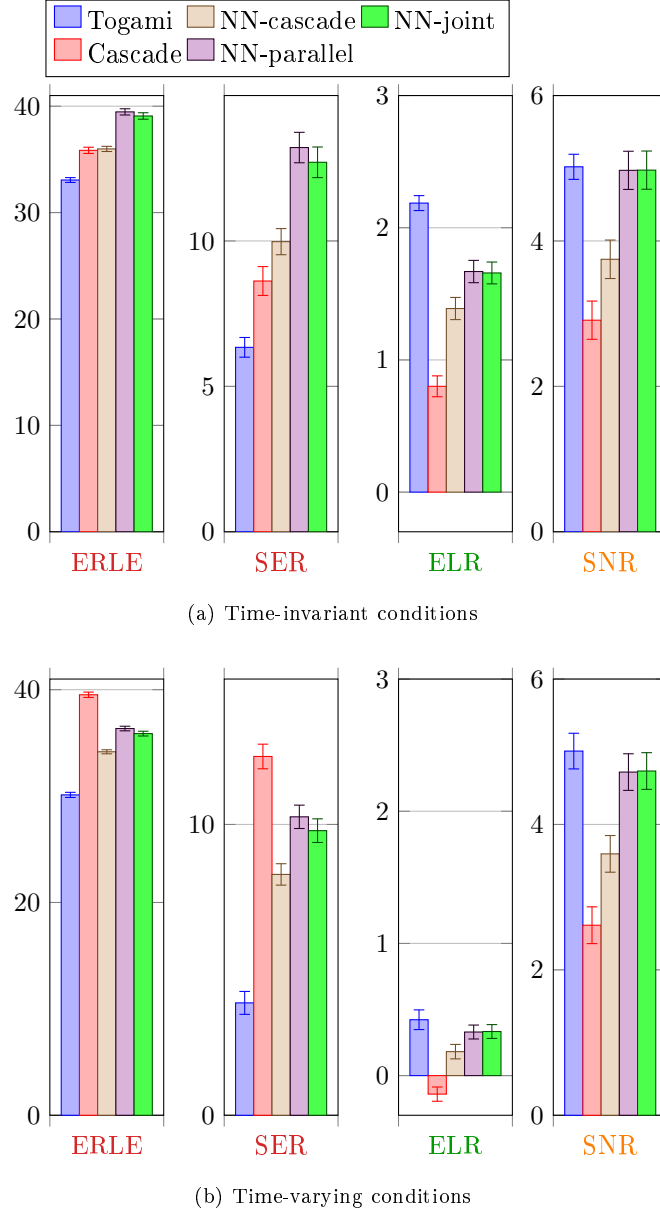 Togami NN-cascade NN-joint
Cascade NN-parallel
40 3 6
30
10 2 4
20
5 1 2
10
0 0 0 0
ERLE SER ELR SNR
(a) Time-invariant conditions
40 3 6
2
10 4
20 1
2
0
0 0 0
ERLE SER ELR SNR
(b) Time-varying conditions